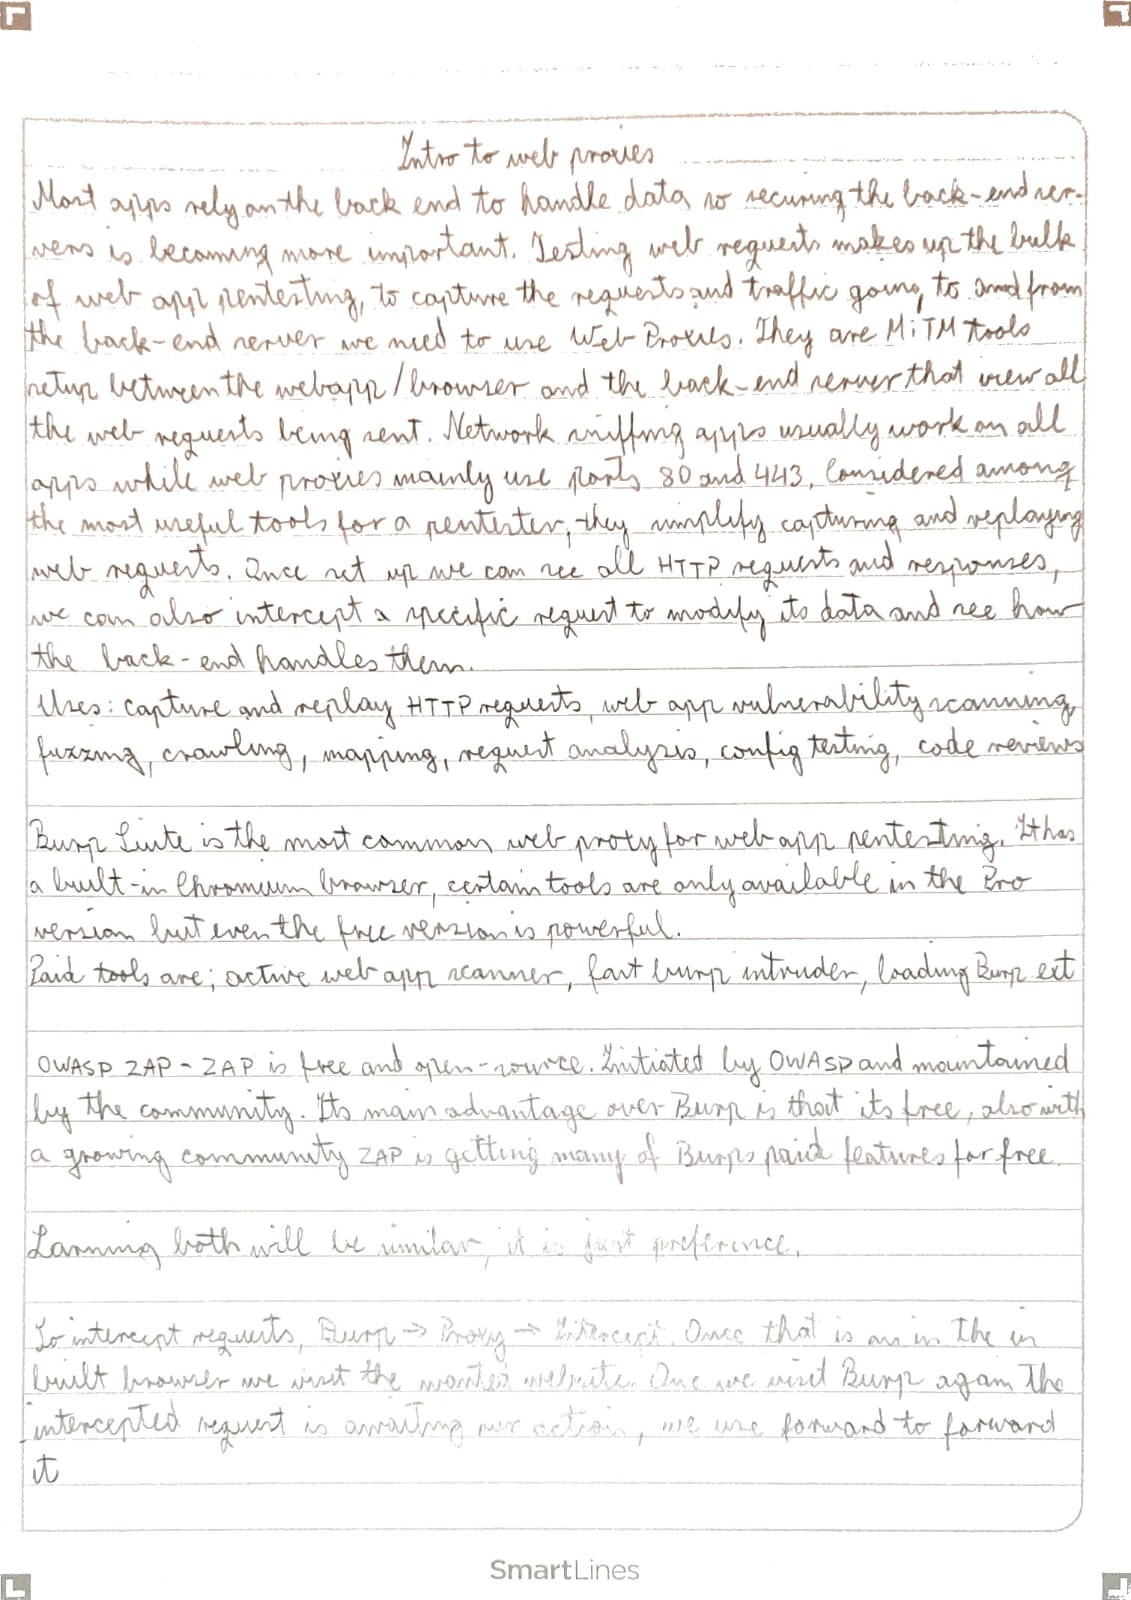 Intro to web proxies
Most apps rely on the back end to handle data so securing the back-end ser-
vers is becoming more important. Testing web requests makes up the bulk
of web app pentesting, to capture the requests and traffic going to and from
the back-end server we need to use Web Proxies. They are MiTM tools
setup between the webapp/browser and the back-end server that view all
the web requests being sent. Network sniffing apps usually work on all
apps while web proxies mainly use ports 80 and 443. Considered among
the most useful tools for a pentester, they simplify capturing and replaying
web requests. Once set up we can see all HTTP requests and responses,
we can also intercept a specific request to modify its data and see how
the back-end handles them.
Uses: capture and replay HTTP requests, web app vulnerability scanning,
fuzzing, crawling, mapping, request analysis, config testing, code reviews
Burp Suite is the most common web proxy for web app pentesting. It has
a built-in Chromium browser, certain tools are only available in the Pro
version but even the free version is powerful.
Paid tools are; active web app scanner, fast burp intruder, loading Burp ext
OWASP ZAP - ZAP is free and open-source. Initiated by OWASP and maintained
by the community. Its main advantage over Burp is that its free, also with
a growing community ZAP is getting many of Burps paid features for free.
Larning both will be similar, it is just preference.
To intercept requests, Burp → Proxy → Intercept. Once that is on in the in
built browser we visit the wanted website. Onc we visit Burp again the
intercepted request is awaiting our action, we use forward to forward
it
SmartLines